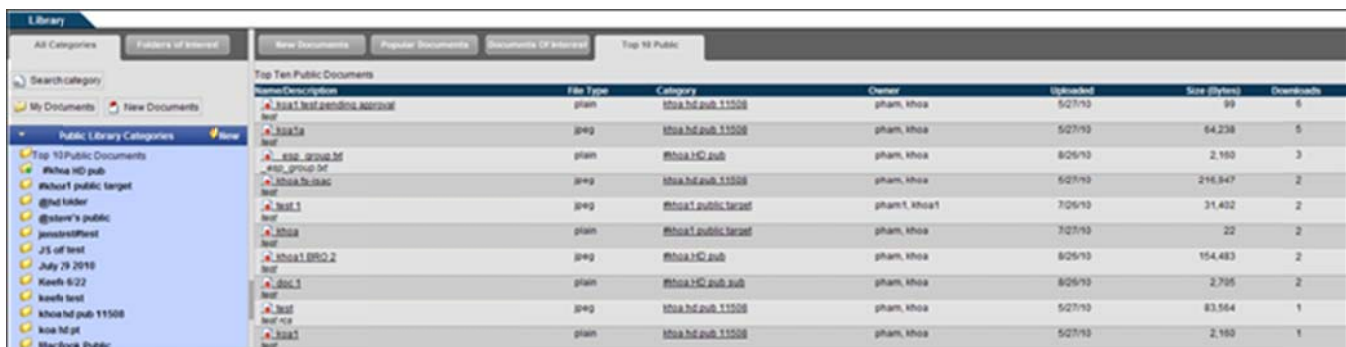 Library
All Categories Folders of Interest New Documents Popular Documents Documents Of Interest Top 10 Public
Search category
My Documents New Documents
Public Library Categories New
Top 10 Public Documents
#khoa HD pub
#khoa1 public target
@hd folder
@steve's public
JS oif test
July 29 2010
Keefs 6/22
keefs test
khoa hd pub 11508
koa hd pt
MacBook Public
Top Ten Public Documents
Name/Description File Type Category Owner Uploaded Size (Bytes) Downloads
koa1 test pending approval plain khoa hd pub 11508 pham, khoa 5/27/10 99 6
test
koa1a jpeg khoa hd pub 11508 pham, khoa 5/27/10 64,238 5
test
_esp_group.txt plain #khoa HD pub pham, khoa 8/26/10 2,160 3
_esp_group.txt
khoa fs-isac jpeg khoa hd pub 11508 pham, khoa 5/27/10 216,947 2
test
test 1 jpeg #khoa1 public target pham1, khoa1 7/26/10 31,402 2
test
khoa plain #khoa1 public target pham, khoa 7/27/10 22 2
test
khoa1 BRO 2 jpeg #khoa HD pub pham, khoa 8/26/10 154,483 2
test
doc 1 plain #khoa HD pub sub pham, khoa 8/26/10 2,705 2
test
test jpeg khoa hd pub 11508 pham, khoa 5/27/10 83,564 1
test rca
koa1 plain khoa hd pub 11508 pham, khoa 5/27/10 2,160 1
test